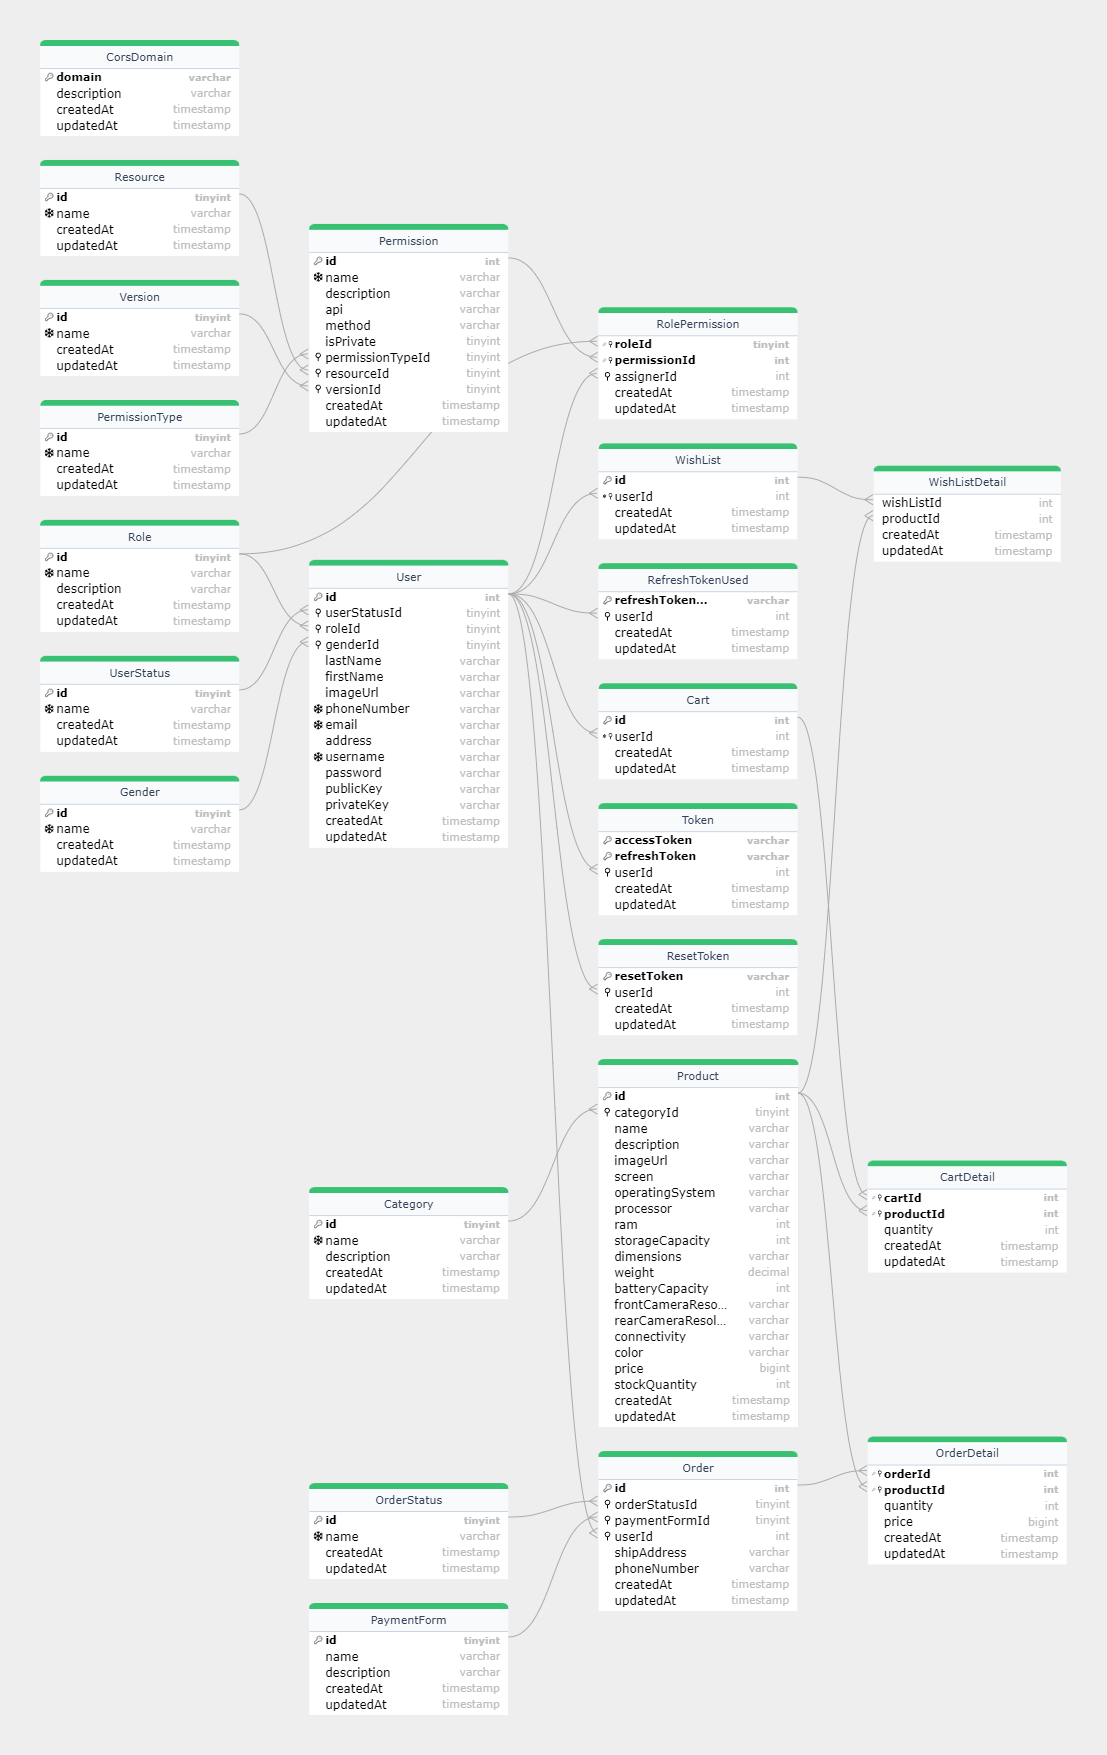 CorsDomain
domain varchar
description varchar
createdAt timestamp
updatedAt timestamp
Resource
id tinyint
name varchar
createdAt timestamp
updatedAt timestamp
Version
id tinyint
name varchar
createdAt timestamp
updatedAt timestamp
PermissionType
id tinyint
name varchar
createdAt timestamp
updatedAt timestamp
Role
id tinyint
name varchar
description varchar
createdAt timestamp
updatedAt timestamp
UserStatus
id tinyint
name varchar
createdAt timestamp
updatedAt timestamp
Gender
id tinyint
name varchar
createdAt timestamp
updatedAt timestamp
Permission
id int
name varchar
description varchar
api varchar
method varchar
isPrivate tinyint
permissionTypeId tinyint
resourceId tinyint
versionId tinyint
createdAt timestamp
updatedAt timestamp
User
id int
userStatusId tinyint
roleId tinyint
genderId tinyint
lastName varchar
firstName varchar
imageUrl varchar
phoneNumber varchar
email varchar
address varchar
username varchar
password varchar
publicKey varchar
privateKey varchar
createdAt timestamp
updatedAt timestamp
Category
id tinyint
name varchar
description varchar
createdAt timestamp
updatedAt timestamp
OrderStatus
id tinyint
name varchar
createdAt timestamp
updatedAt timestamp
PaymentForm
id tinyint
name varchar
description varchar
createdAt timestamp
updatedAt timestamp
RolePermission
roleId tinyint
permissionId int
assignerId int
createdAt timestamp
updatedAt timestamp
WishList
id int
userId int
createdAt timestamp
updatedAt timestamp
RefreshTokenUsed
refreshToken... varchar
userId int
createdAt timestamp
updatedAt timestamp
Cart
id int
userId int
createdAt timestamp
updatedAt timestamp
Token
accessToken varchar
refreshToken varchar
userId int
createdAt timestamp
updatedAt timestamp
ResetToken
resetToken varchar
userId int
createdAt timestamp
updatedAt timestamp
Product
id int
categoryId tinyint
name varchar
description varchar
imageUrl varchar
screen varchar
operatingSystem varchar
processor varchar
ram int
storageCapacity int
dimensions varchar
weight decimal
batteryCapacity int
frontCameraReso... varchar
rearCameraResol... varchar
connectivity varchar
color varchar
price bigint
stockQuantity int
createdAt timestamp
updatedAt timestamp
Order
id int
orderStatusId tinyint
paymentFormId tinyint
userId int
shipAddress varchar
phoneNumber varchar
createdAt timestamp
updatedAt timestamp
WishListDetail
wishListId int
productId int
createdAt timestamp
updatedAt timestamp
CartDetail
cartId int
productId int
quantity int
createdAt timestamp
updatedAt timestamp
OrderDetail
orderId int
productId int
quantity int
price bigint
createdAt timestamp
updatedAt timestamp